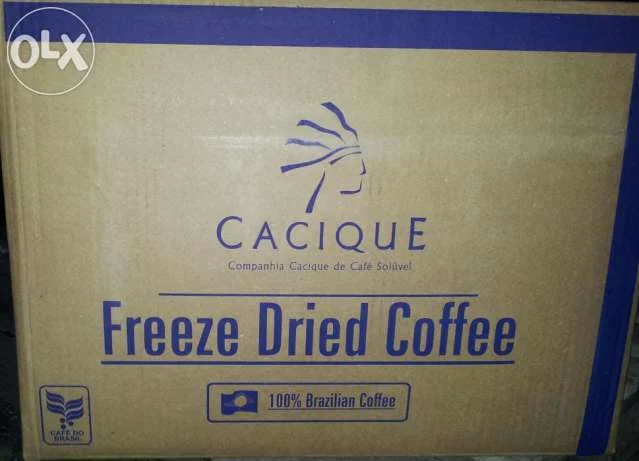 OLX
CACIQUE
Companhia Cacique de Café Solúvel
Freeze Dried Coffee
100% Brazilian Coffee
CAFÉ DO
BRASIL